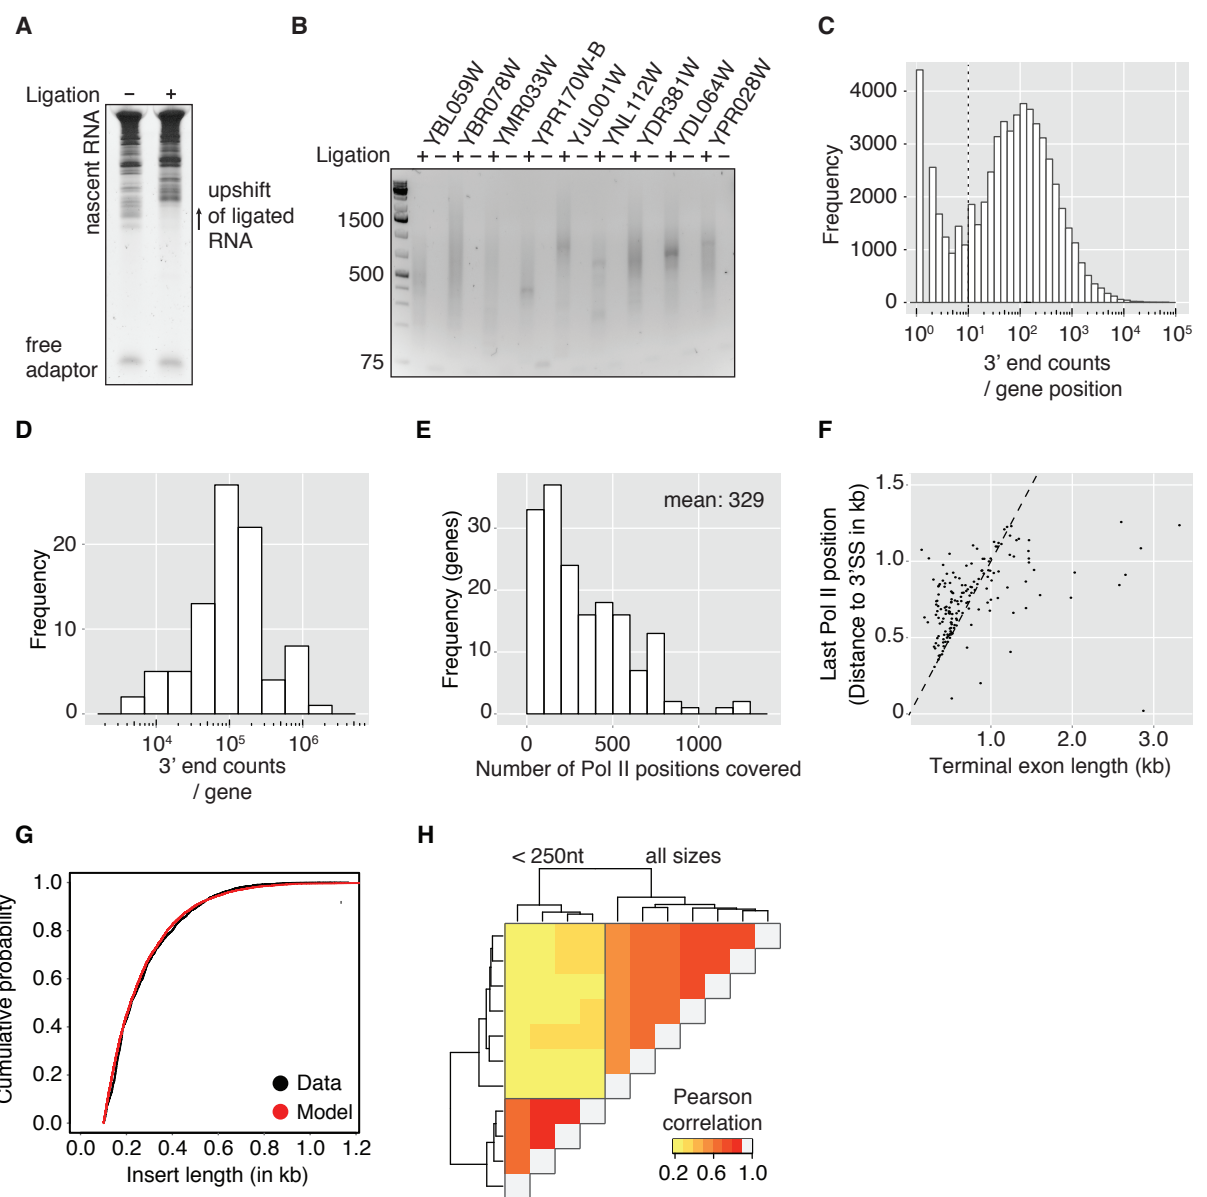 A
Ligation
−
+
nascent RNA
upshift
of ligated
RNA
free
adaptor
B
YBL059W
YBR078W
YMR033W
YPR170W-B
YJL001W
YNL112W
YDR381W
YDL064W
YPR028W
Ligation
+ − + − + − + − + − + − + − + − + −
1500
500
75
C
Frequency
4000
3000
2000
1000
0
10⁰ 10¹ 10² 10³ 10⁴ 10⁵
3’ end counts
/ gene position
D
Frequency
20
10
0
10⁴ 10⁵ 10⁶
3’ end counts
/ gene
E
mean: 329
Frequency (genes)
30
20
10
0
0 500 1000
Number of Pol II positions covered
F
Last Pol II position
(Distance to 3’SS in kb)
1.5
1.0
0.5
0
1.0 2.0 3.0
Terminal exon length (kb)
G
Cumulative probability
1.0
0.8
0.6
0.4
0.2
0.0
Data
Model
0.0 0.2 0.4 0.6 0.8 1.0 1.2
Insert length (in kb)
H
< 250nt
all sizes
Pearson
correlation
0.2 0.6 1.0